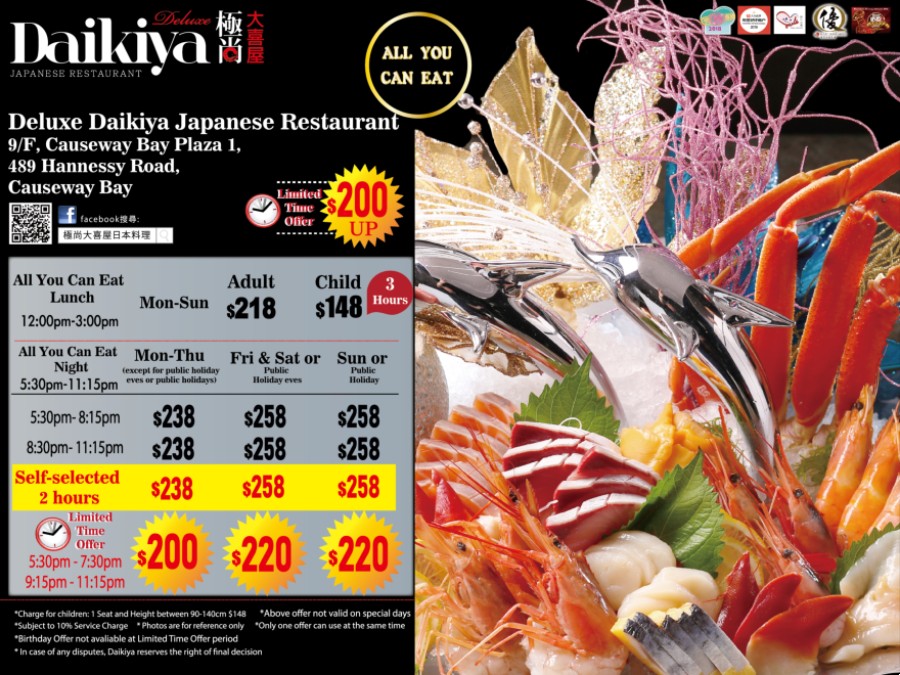 Deluxe
Daikiya
極尚
大喜屋
JAPANESE RESTAURANT
ALL YOU
CAN EAT
Deluxe Daikiya Japanese Restaurant
9/F, Causeway Bay Plaza 1,
489 Hannessy Road,
Causeway Bay
facebook搜尋:
極尚大喜屋日本料理
Limited
Time
Offer
$200
UP
All You Can Eat
Lunch
12:00pm-3:00pm
Mon-Sun
Adult
$218
Child
$148
3
Hours
All You Can Eat
Night
5:30pm-11:15pm
Mon-Thu
(except for public holiday
eves or public holidays)
Fri & Sat or
Public
Holiday eves
Sun or
Public
Holiday
5:30pm- 8:15pm $238 $258 $258
8:30pm- 11:15pm $238 $258 $258
Self-selected
2 hours
$238 $258 $258
Limited
Time
Offer
5:30pm - 7:30pm
9:15pm - 11:15pm
$200 $220 $220
*Charge for children: 1 Seat and Height between 90-140cm $148 *Above offer not valid on special days
*Subject to 10% Service Charge * Photos are for reference only *Only one offer can use at the same time
*Birthday Offer not avaliable at Limited Time Offer period
* In case of any disputes, Daikiya reserves the right of final decision
優